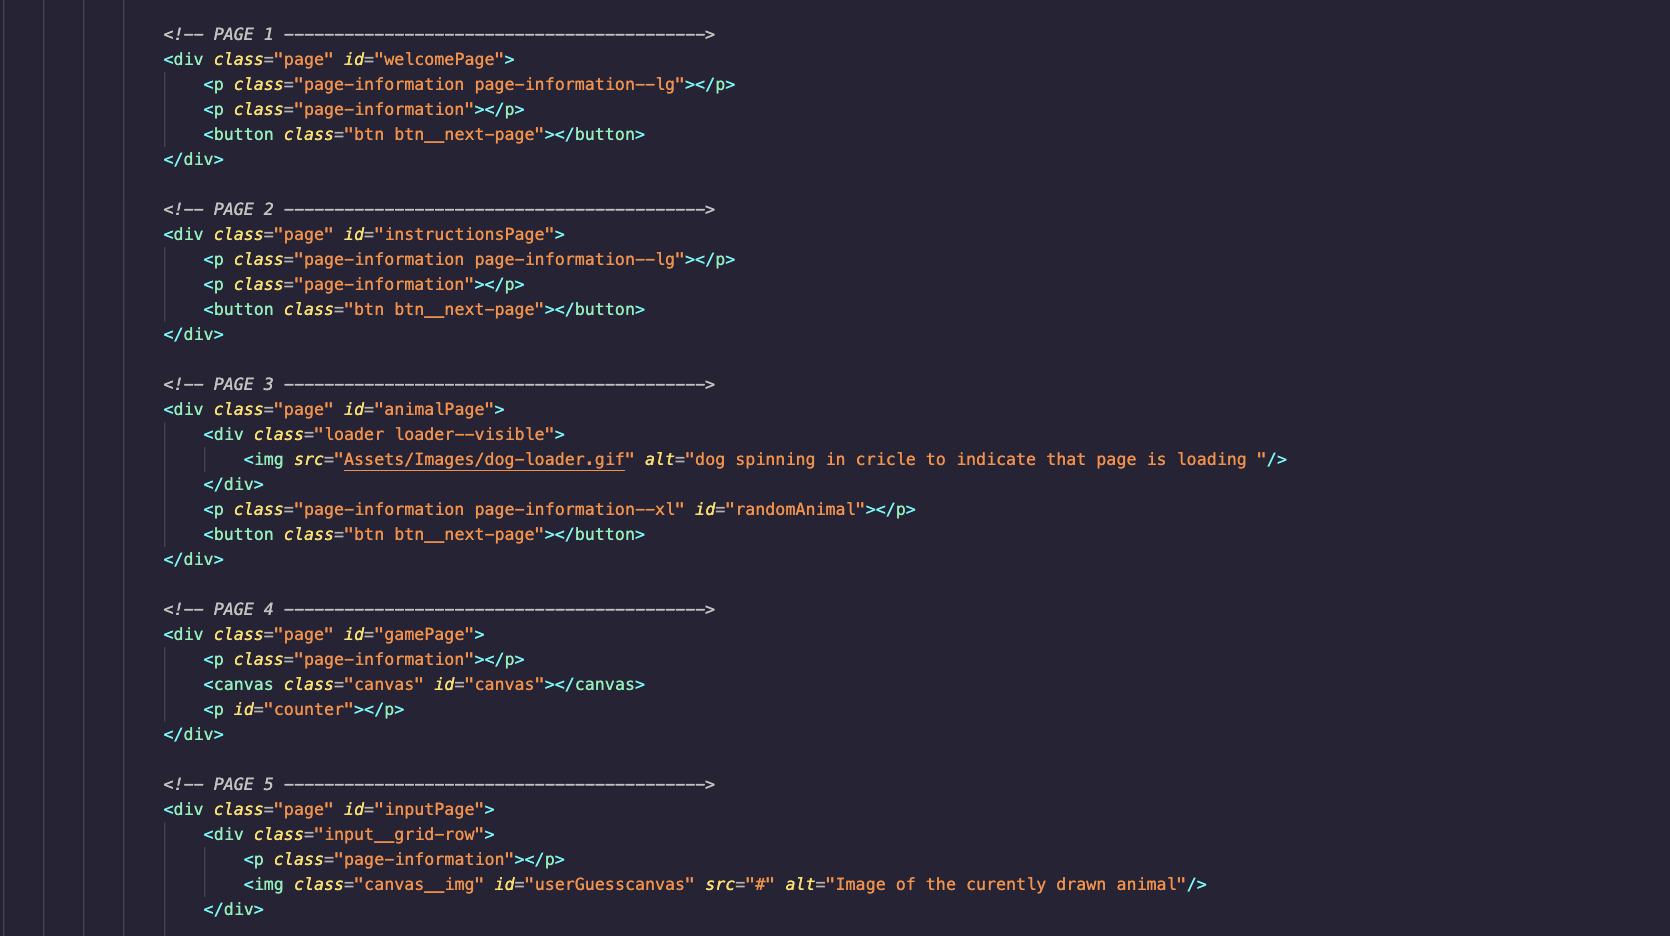 <!-- PAGE 1 ------------------------------------------>
<div class="page" id="welcomePage">
<p class="page-information page-information--lg"></p>
<p class="page-information"></p>
<button class="btn btn__next-page"></button>
</div>
<!-- PAGE 2 ------------------------------------------>
<div class="page" id="instructionsPage">
<p class="page-information page-information--lg"></p>
<p class="page-information"></p>
<button class="btn btn__next-page"></button>
</div>
<!-- PAGE 3 ------------------------------------------>
<div class="page" id="animalPage">
<div class="loader loader--visible">
<img src="Assets/Images/dog-loader.gif" alt="dog spinning in cricle to indicate that page is loading "/>
</div>
<p class="page-information page-information--xl" id="randomAnimal"></p>
<button class="btn btn__next-page"></button>
</div>
<!-- PAGE 4 ------------------------------------------>
<div class="page" id="gamePage">
<p class="page-information"></p>
<canvas class="canvas" id="canvas"></canvas>
<p id="counter"></p>
</div>
<!-- PAGE 5 ------------------------------------------>
<div class="page" id="inputPage">
<div class="input__grid-row">
<p class="page-information"></p>
<img class="canvas__img" id="userGuesscanvas" src="#" alt="Image of the curently drawn animal"/>
</div>